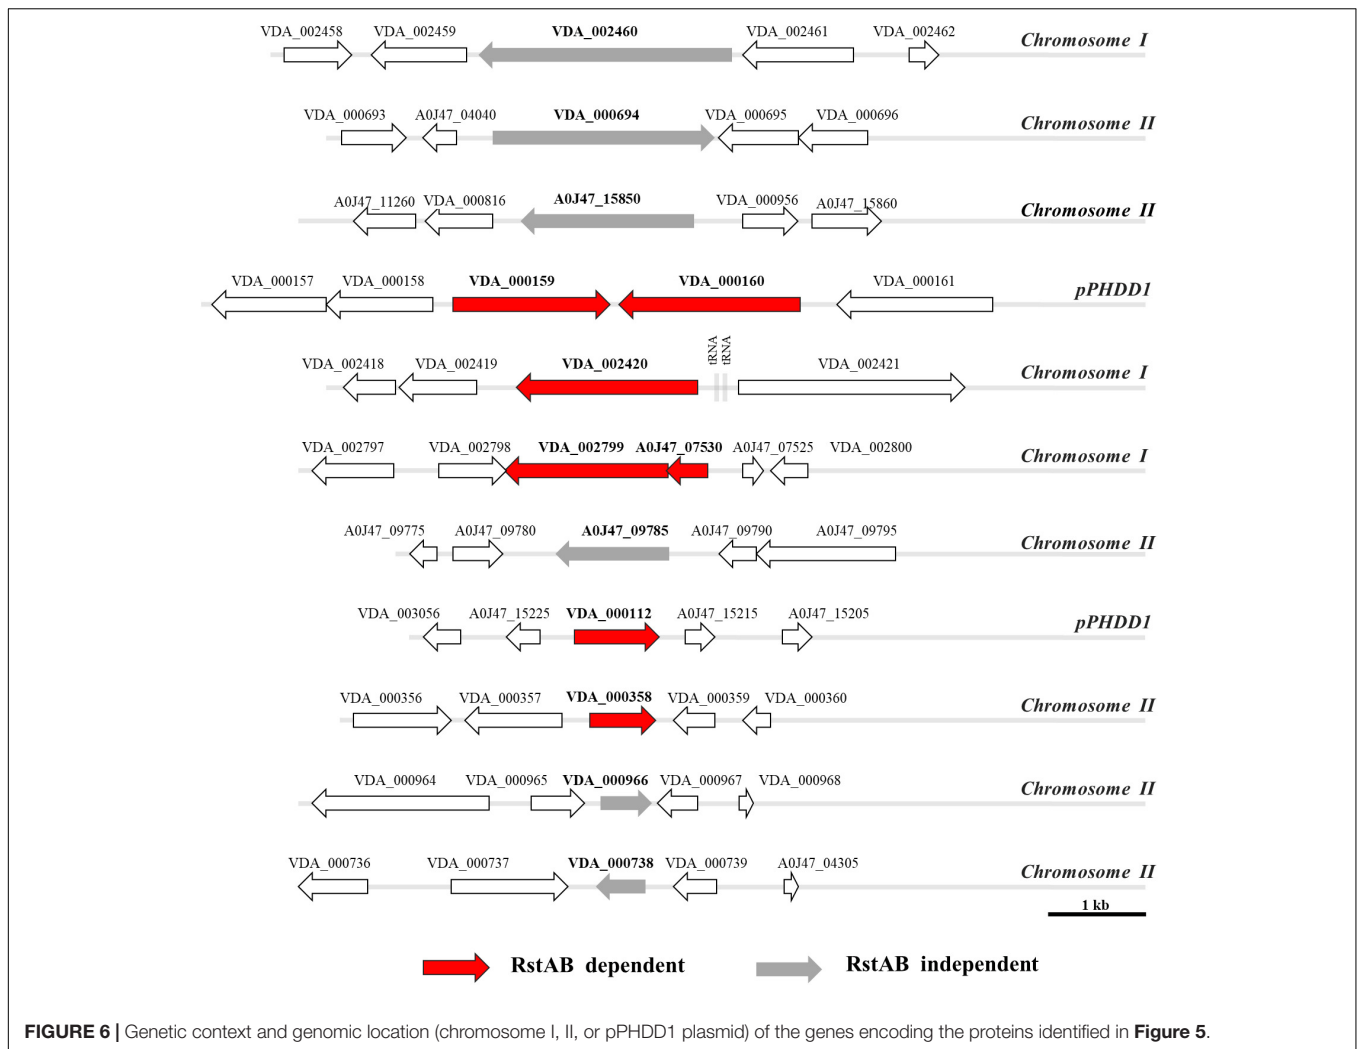 VDA_002458 VDA_002459 VDA_002460 VDA_002461 VDA_002462 Chromosome I
VDA_000693 A0J47_04040 VDA_000694 VDA_000695 VDA_000696 Chromosome II
A0J47_11260 VDA_000816 A0J47_15850 VDA_000956 A0J47_15860 Chromosome II
VDA_000157 VDA_000158 VDA_000159 VDA_000160 VDA_000161 pPHDD1
VDA_002418 VDA_002419 VDA_002420 tRNA tRNA VDA_002421 Chromosome I
VDA_002797 VDA_002798 VDA_002799 A0J47_07530 A0J47_07525 VDA_002800 Chromosome I
A0J47_09775 A0J47_09780 A0J47_09785 A0J47_09790 A0J47_09795 Chromosome II
VDA_003056 A0J47_15225 VDA_000112 A0J47_15215 A0J47_15205 pPHDD1
VDA_000356 VDA_000357 VDA_000358 VDA_000359 VDA_000360 Chromosome II
VDA_000964 VDA_000965 VDA_000966 VDA_000967 VDA_000968 Chromosome II
VDA_000736 VDA_000737 VDA_000738 VDA_000739 A0J47_04305 Chromosome II
1 kb
RstAB dependent RstAB independent
FIGURE 6 | Genetic context and genomic location (chromosome I, II, or pPHDD1 plasmid) of the genes encoding the proteins identified in Figure 5.